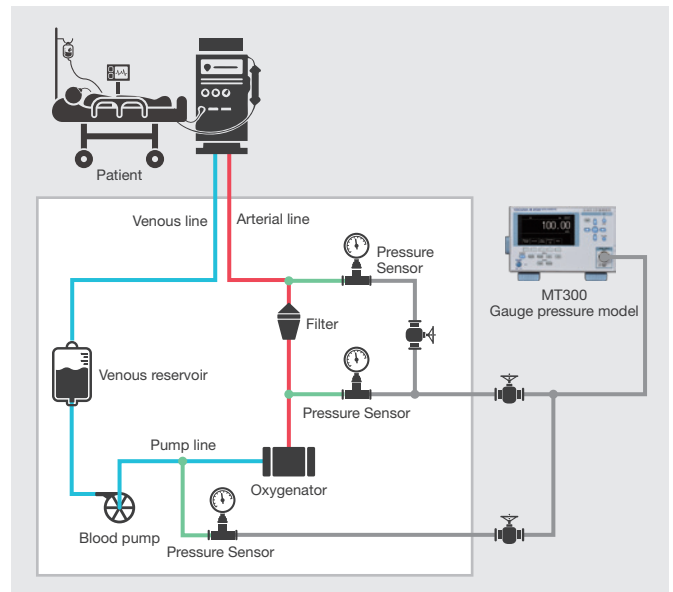 Patient
Venous line
Arterial line
Pressure
Sensor
100.00
MT300
Gauge pressure model
Filter
Venous reservoir
Pressure Sensor
Pump line
Oxygenator
Blood pump
Pressure Sensor